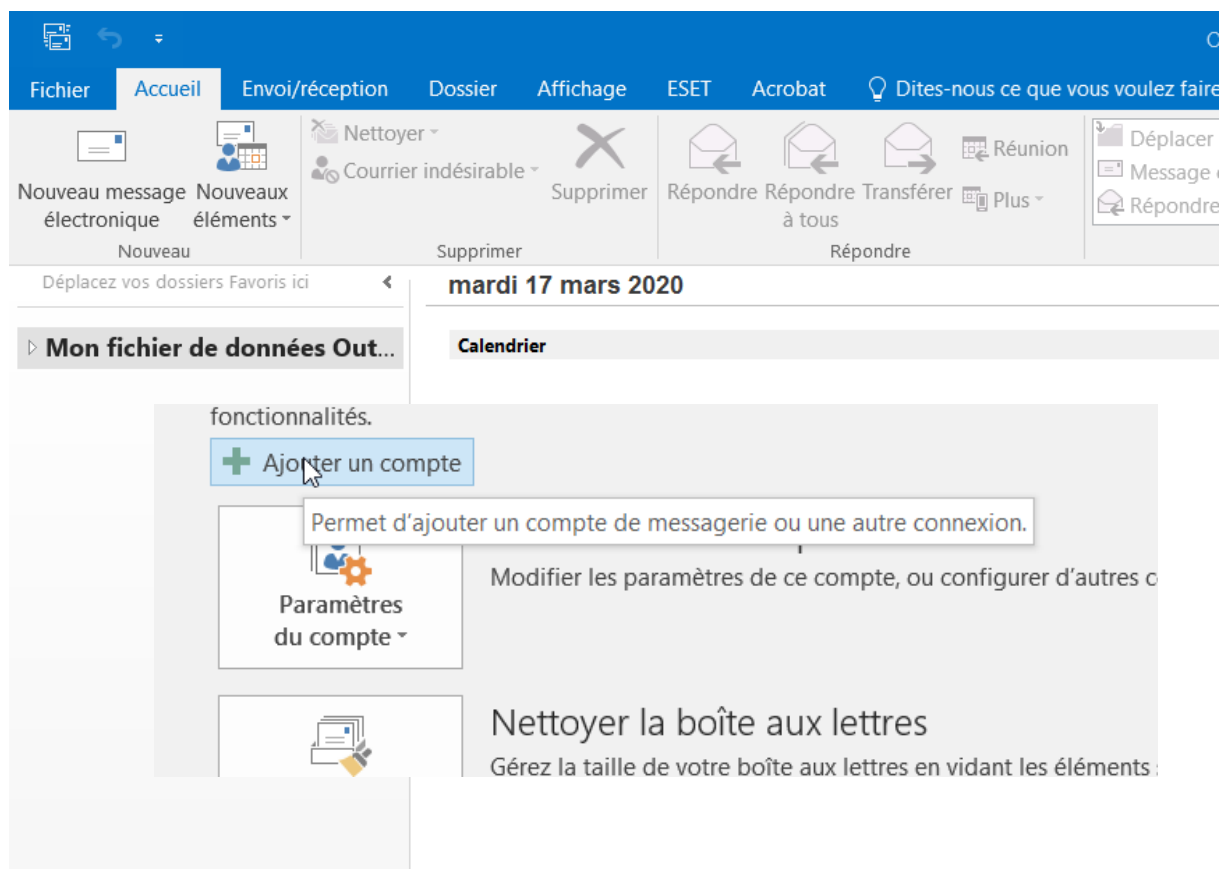 Fichier Accueil Envoi/réception Dossier Affichage ESET Acrobat Dites-nous ce que vous voulez faire
Nouveau message électronique
Nouveaux éléments
Nouveau
Nettoyer
Courrier indésirable
Supprimer
Supprimer
Répondre
Répondre à tous
Transférer
Réunion
Plus
Répondre
Déplacer
Message
Répondre
Déplacez vos dossiers Favoris ici
Mon fichier de données Out...
mardi 17 mars 2020
Calendrier
fonctionnalités.
Ajouter un compte
Permet d'ajouter un compte de messagerie ou une autre connexion.
Paramètres
du compte
Modifier les paramètres de ce compte, ou configurer d'autres
Nettoyer la boîte aux lettres
Gérez la taille de votre boîte aux lettres en vidant les éléments